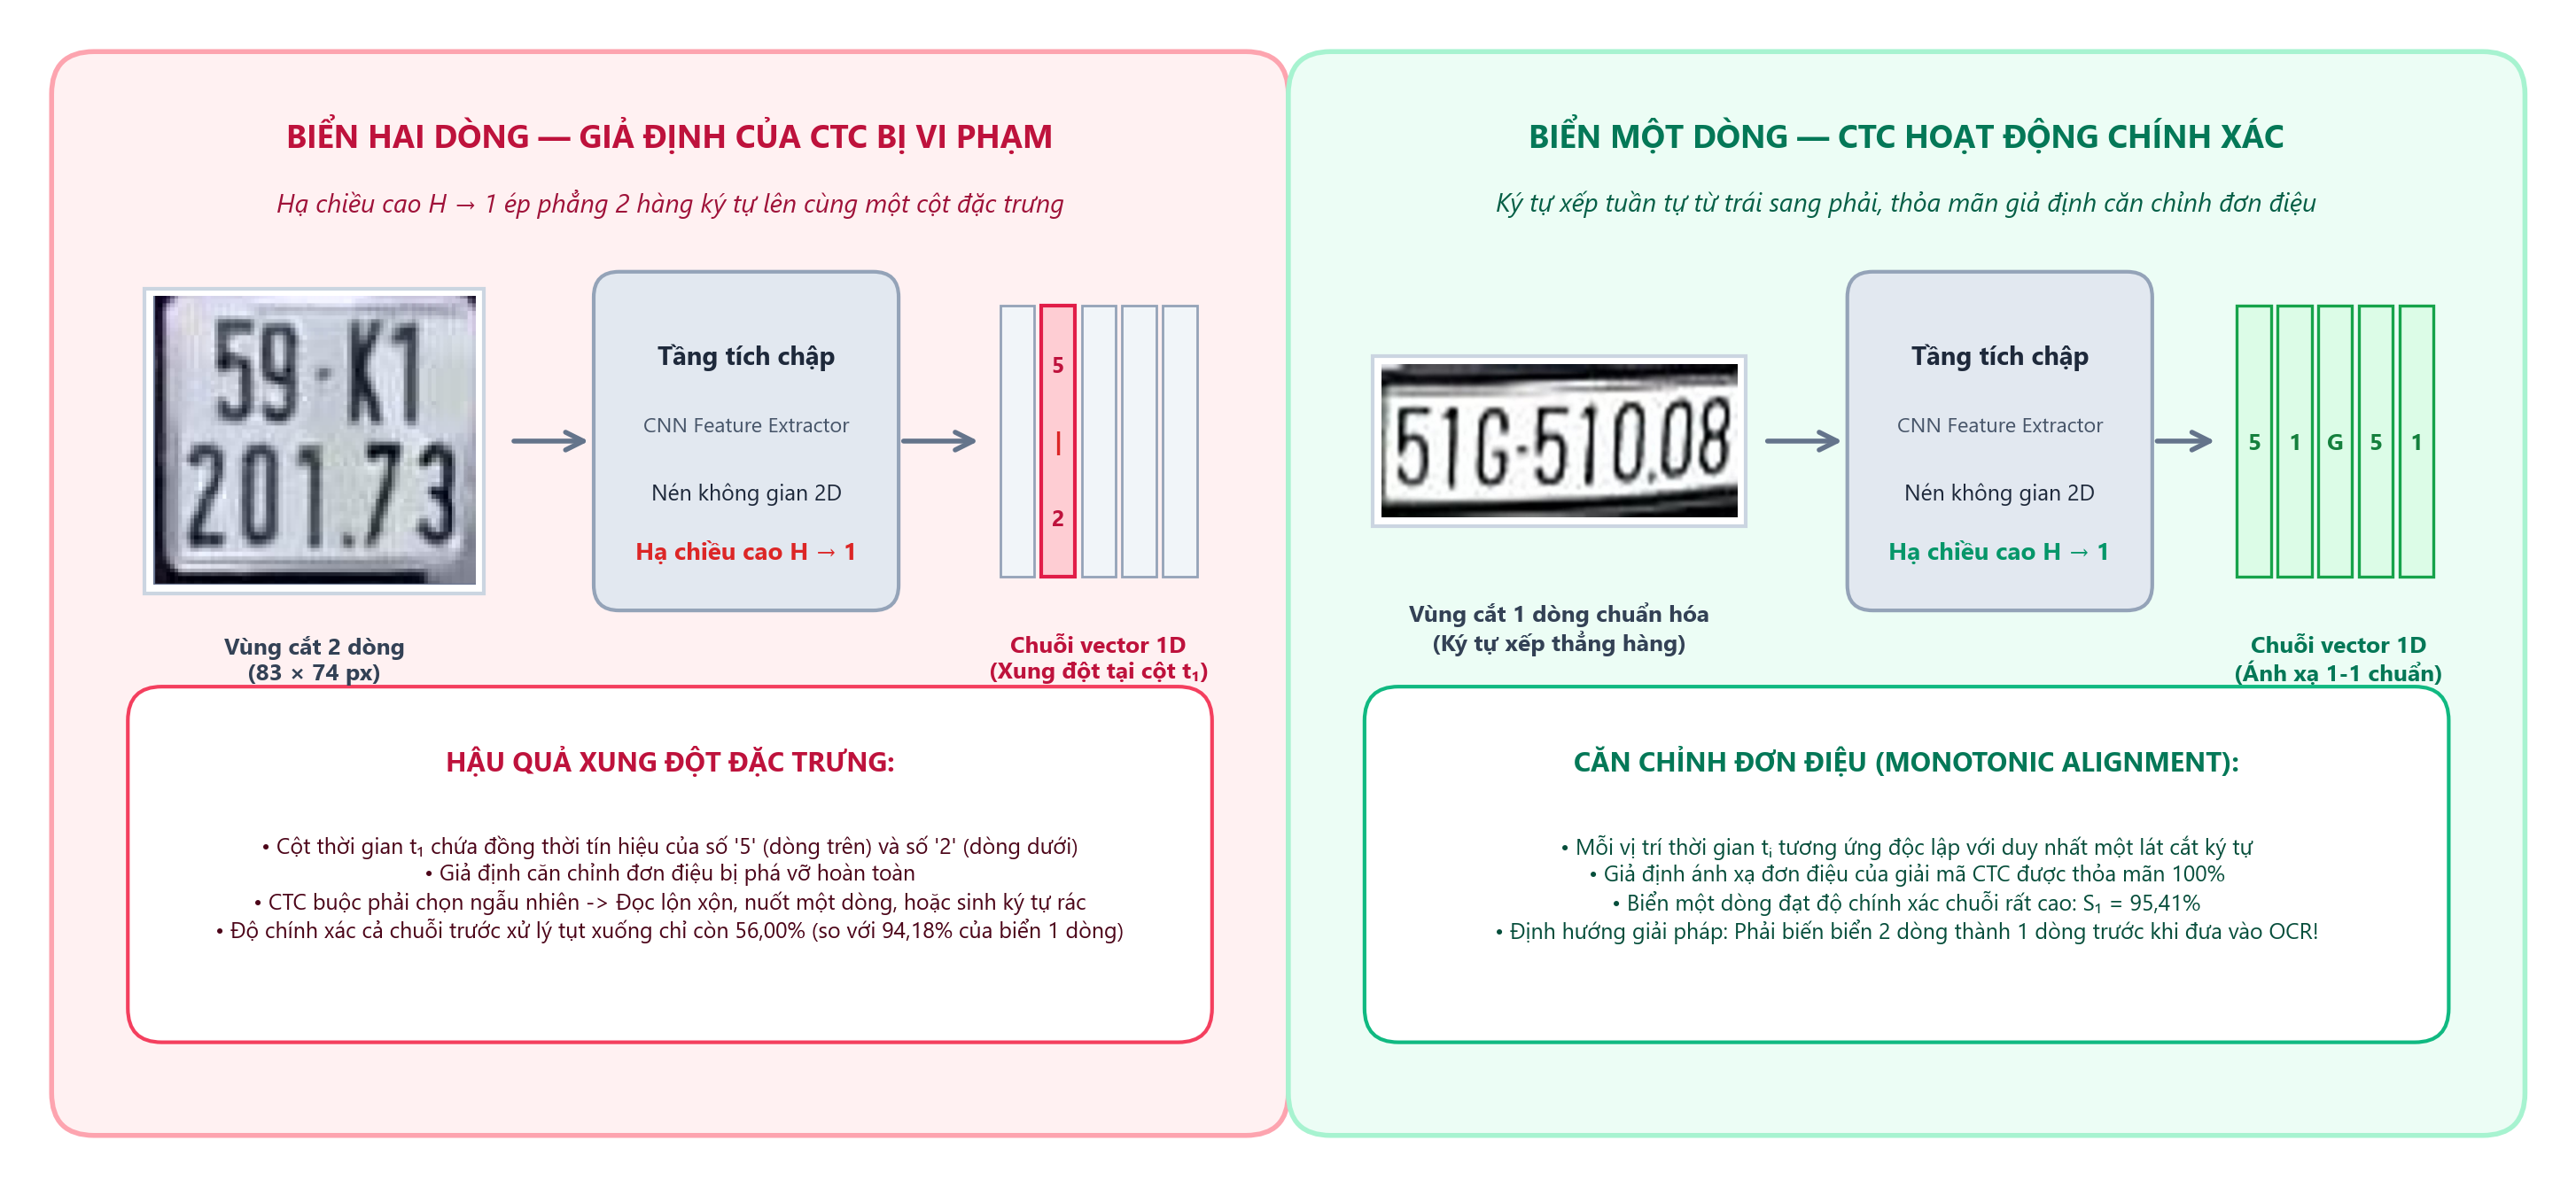 BIỂN HAI DÒNG — GIẢ ĐỊNH CỦA CTC BỊ VI PHẠM
Hạ chiều cao H → 1 ép phẳng 2 hàng ký tự lên cùng một cột đặc trưng
59-K1
201.73
Vùng cắt 2 dòng
(83 × 74 px)
Tầng tích chập
CNN Feature Extractor
Nén không gian 2D
Hạ chiều cao H → 1
5
|
2
Chuỗi vector 1D
(Xung đột tại cột t₁)
HẬU QUẢ XUNG ĐỘT ĐẶC TRƯNG:
• Cột thời gian t₁ chứa đồng thời tín hiệu của số '5' (dòng trên) và số '2' (dòng dưới)
• Giả định căn chỉnh đơn điệu bị phá vỡ hoàn toàn
• CTC buộc phải chọn ngẫu nhiên -> Đọc lộn xộn, nuốt một dòng, hoặc sinh ký tự rác
• Độ chính xác cả chuỗi trước xử lý tụt xuống chỉ còn 56,00% (so với 94,18% của biển 1 dòng)
BIỂN MỘT DÒNG — CTC HOẠT ĐỘNG CHÍNH XÁC
Ký tự xếp tuần tự từ trái sang phải, thỏa mãn giả định căn chỉnh đơn điệu
51G-510.08
Vùng cắt 1 dòng chuẩn hóa
(Ký tự xếp thẳng hàng)
Tầng tích chập
CNN Feature Extractor
Nén không gian 2D
Hạ chiều cao H → 1
5 1 G 5 1
Chuỗi vector 1D
(Ánh xạ 1-1 chuẩn)
CĂN CHỈNH ĐƠN ĐIỆU (MONOTONIC ALIGNMENT):
• Mỗi vị trí thời gian tᵢ tương ứng độc lập với duy nhất một lát cắt ký tự
• Giả định ánh xạ đơn điệu của giải mã CTC được thỏa mãn 100%
• Biển một dòng đạt độ chính xác chuỗi rất cao: S₁ = 95,41%
• Định hướng giải pháp: Phải biến biển 2 dòng thành 1 dòng trước khi đưa vào OCR!